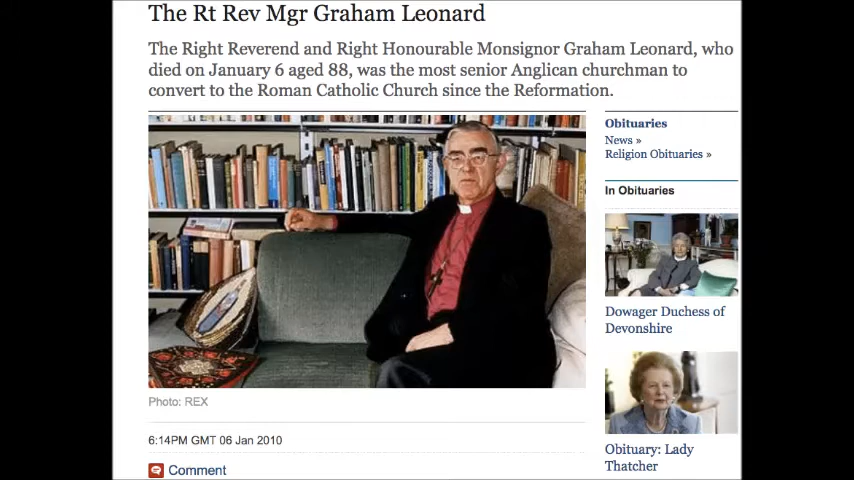 The Rt Rev Mgr Graham Leonard
The Right Reverend and Right Honourable Monsignor Graham Leonard, who
died on January 6 aged 88, was the most senior Anglican churchman to
convert to the Roman Catholic Church since the Reformation.
Photo: REX
6:14PM GMT 06 Jan 2010
Comment
Obituaries
News »
Religion Obituaries »
In Obituaries
Dowager Duchess of
Devonshire
Obituary: Lady
Thatcher